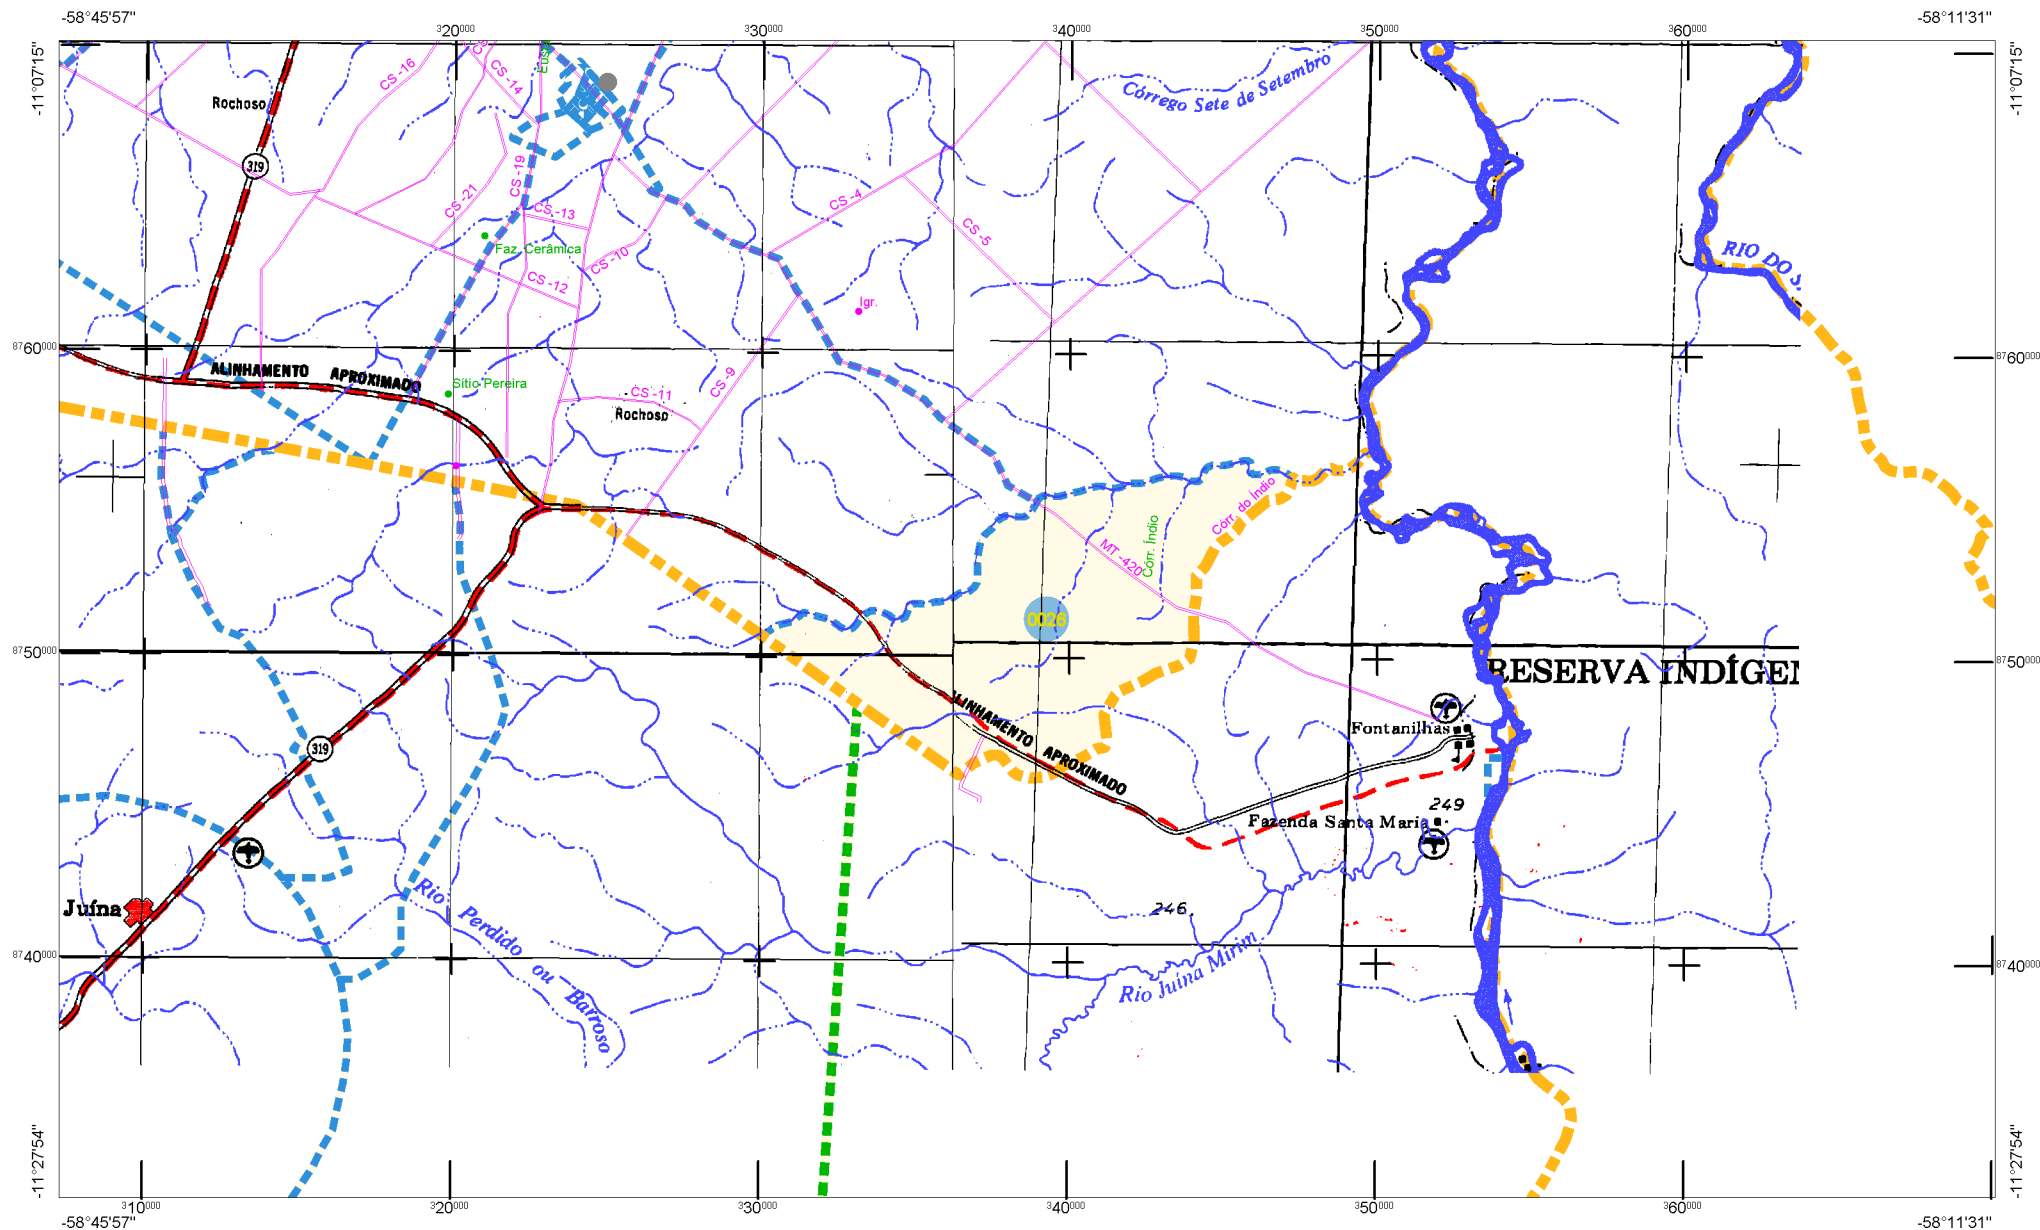 -58°45'57"
-58°11'31"
320000
330000
340000
350000
360000
-11°07'15"
-11°07'15"
Rochoso
CS -16
CS -14
Córrego Sete de Setembro
319
CS -19
CS -21
CS -13
CS -4
CS -5
Faz. Cerâmica
CS -10
CS -12
Igr.
RIO DO S.
8760000
8760000
ALINHAMENTO APROXIMADO
Sítio Pereira
CS -11
CS -9
Rochoso
Córr. do Índio
MT -420
Córr. Índio
0026
8750000
8750000
RESERVA INDÍGEN
LINHAMENTO APROXIMADO
Fontanilhas
319
249
Fazenda Santa Maria
Juína
Rio Perdido ou Barroso
246
Rio Juína Mirim
8740000
8740000
-11°27'54"
-11°27'54"
310000
320000
330000
340000
350000
360000
-58°45'57"
-58°11'31"